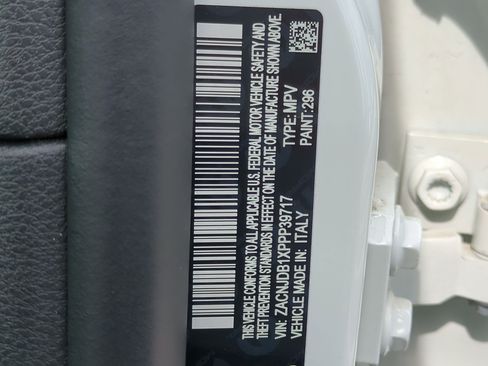 THIS VEHICLE CONFORMS TO ALL APPLICABLE U.S. FEDERAL MOTOR VEHICLE SAFETY AND
THEFT PREVENTION STANDARDS IN EFFECT ON THE DATE OF MANUFACTURE SHOWN ABOVE
VIN: ZACNJDB1XPPP39717 TYPE: MPV
VEHICLE MADE IN: ITALY PAINT: 296